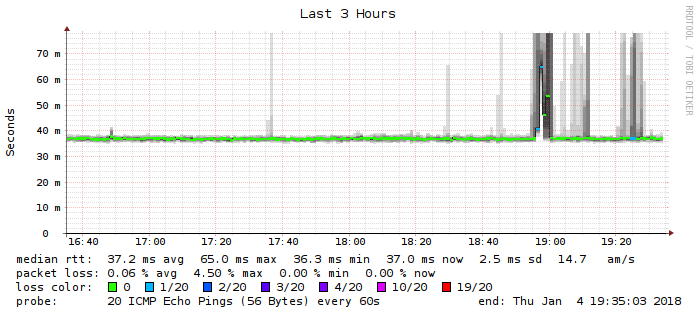 Last 3 Hours
RRDTOOL / TOBI OETIKER
Seconds
70 m
60 m
50 m
40 m
30 m
20 m
10 m
0
16:40 17:00 17:20 17:40 18:00 18:20 18:40 19:00 19:20
median rtt: 37.2 ms avg 65.0 ms max 36.3 ms min 37.0 ms now 2.5 ms sd 14.7 am/s
packet loss: 0.06 % avg 4.50 % max 0.00 % min 0.00 % now
loss color: 0 1/20 2/20 3/20 4/20 10/20 19/20
probe: 20 ICMP Echo Pings (56 Bytes) every 60s end: Thu Jan 4 19:35:03 2018